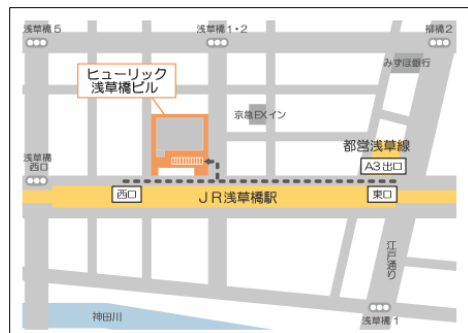 浅草橋5
浅草橋1・2
柳橋2
みずほ銀行
ヒューリック
浅草橋ビル
京急EXイン
都営浅草線
A3出口
浅草橋
西口
西口
JR浅草橋駅
東口
江戸通り
神田川
浅草橋1